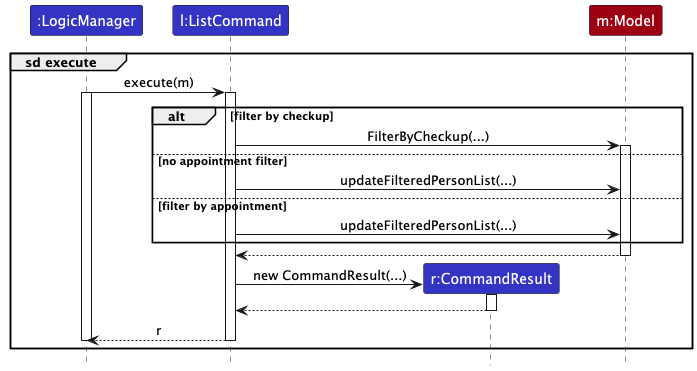 :LogicManager l:ListCommand m:Model
sd execute
execute(m)
alt [filter by checkup]
FilterByCheckup(...)
[no appointment filter]
updateFilteredPersonList(...)
[filter by appointment]
updateFilteredPersonList(...)
new CommandResult(...) r:CommandResult
r